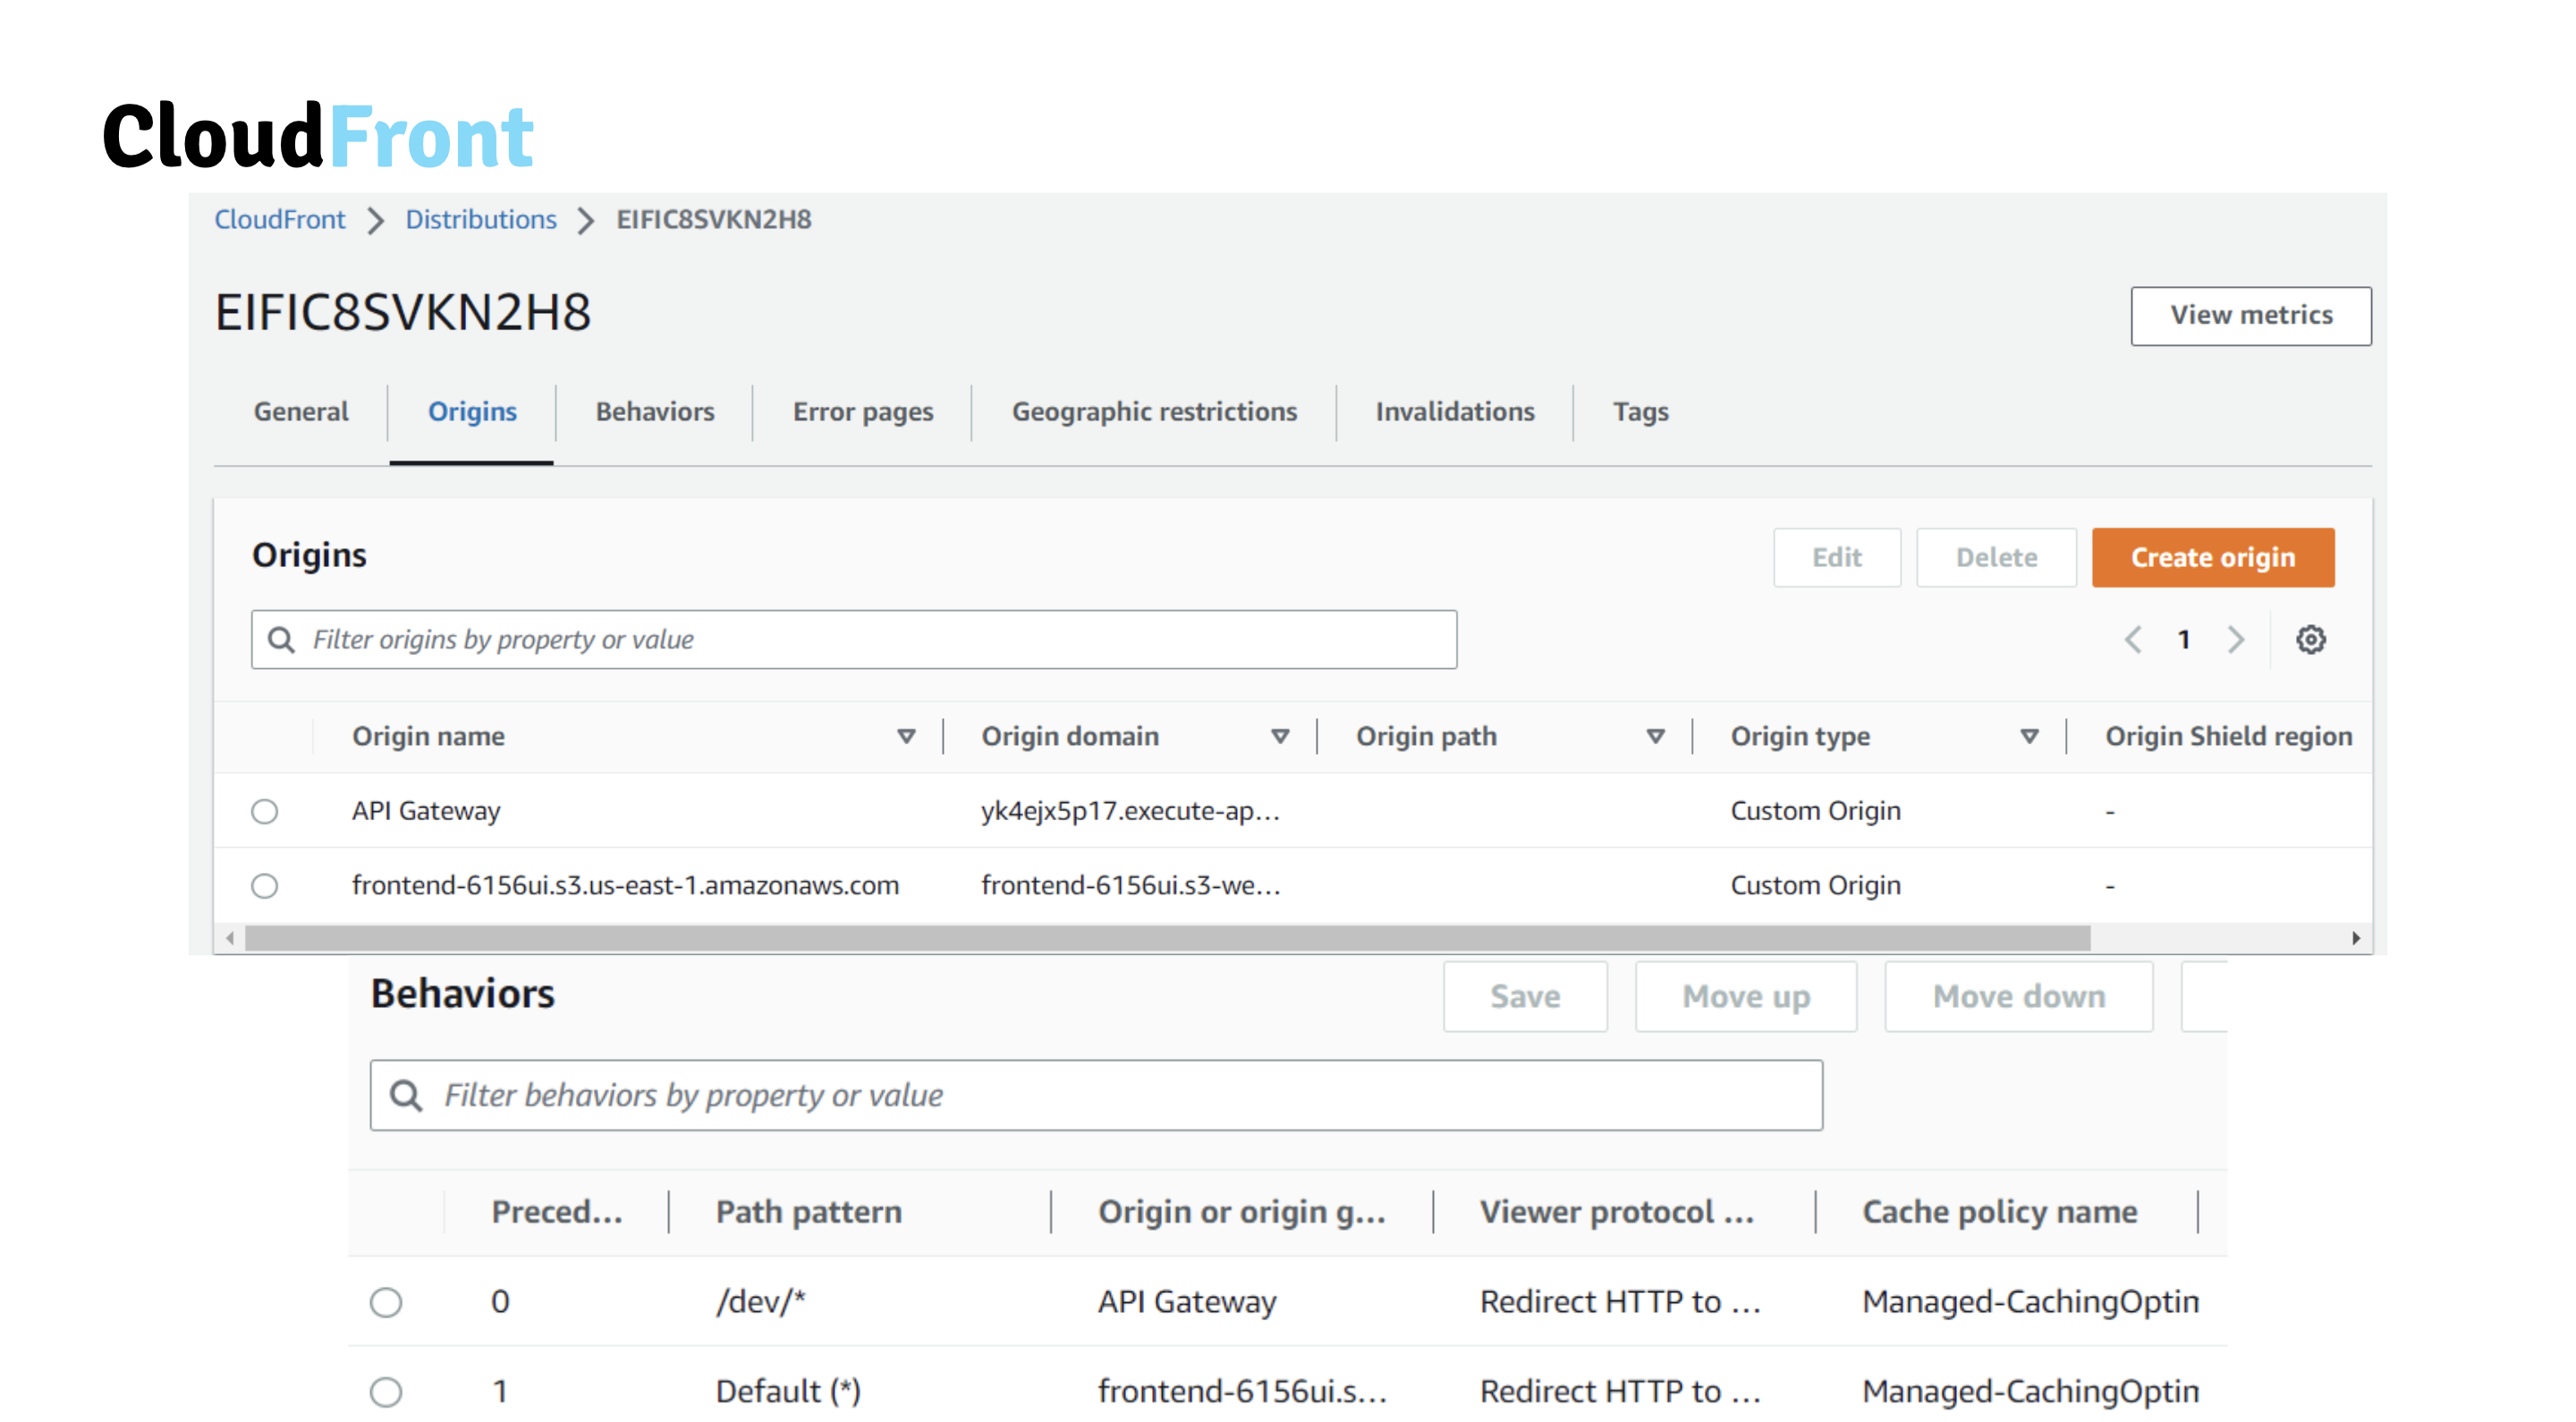 CloudFront
CloudFront > Distributions > EIFIC8SVKN2H8
EIFIC8SVKN2H8
View metrics
General Origins Behaviors Error pages Geographic restrictions Invalidations Tags
Origins
Edit Delete Create origin
Filter origins by property or value
1
Origin name Origin domain Origin path Origin type Origin Shield region
API Gateway yk4ejx5p17.execute-ap... Custom Origin -
frontend-6156ui.s3.us-east-1.amazonaws.com frontend-6156ui.s3-we... Custom Origin -
Behaviors
Save Move up Move down
Filter behaviors by property or value
Preced... Path pattern Origin or origin g... Viewer protocol ... Cache policy name
0 /dev/* API Gateway Redirect HTTP to ... Managed-CachingOptin
1 Default (*) frontend-6156ui.s... Redirect HTTP to ... Managed-CachingOptin